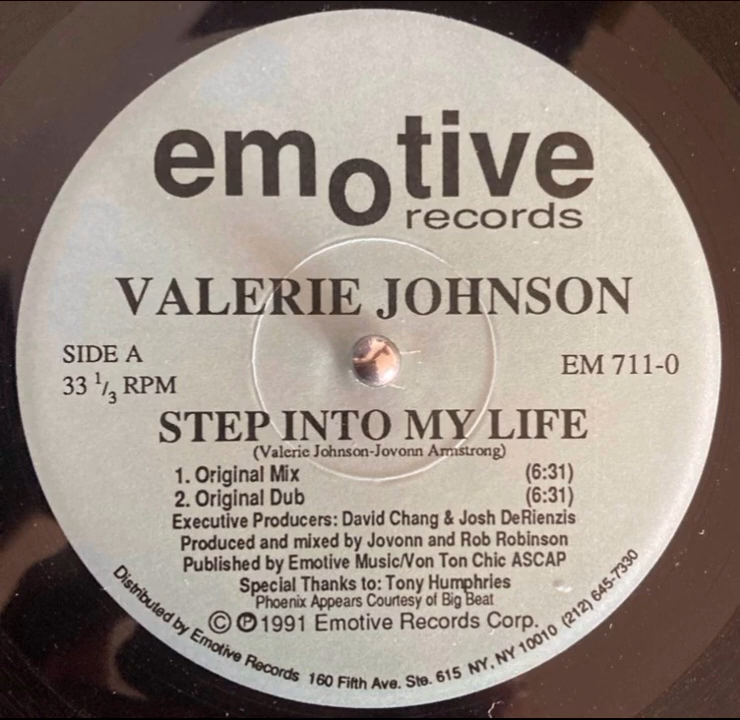 emotive
records
VALERIE JOHNSON
SIDE A
33 1/3 RPM
EM 711-0
STEP INTO MY LIFE
(Valerie Johnson-Jovonn Armstrong)
1. Original Mix (6:31)
2. Original Dub (6:31)
Executive Producers: David Chang & Josh DeRienzis
Produced and mixed by Jovonn and Rob Robinson
Published by Emotive Music/Von Ton Chic ASCAP
Special Thanks to: Tony Humphries
Phoenix Appears Courtesy of Big Beat
© ℗ 1991 Emotive Records Corp.
Distributed by Emotive Records 160 Fifth Ave. Ste. 615 NY, NY 10010 (212) 645-7330